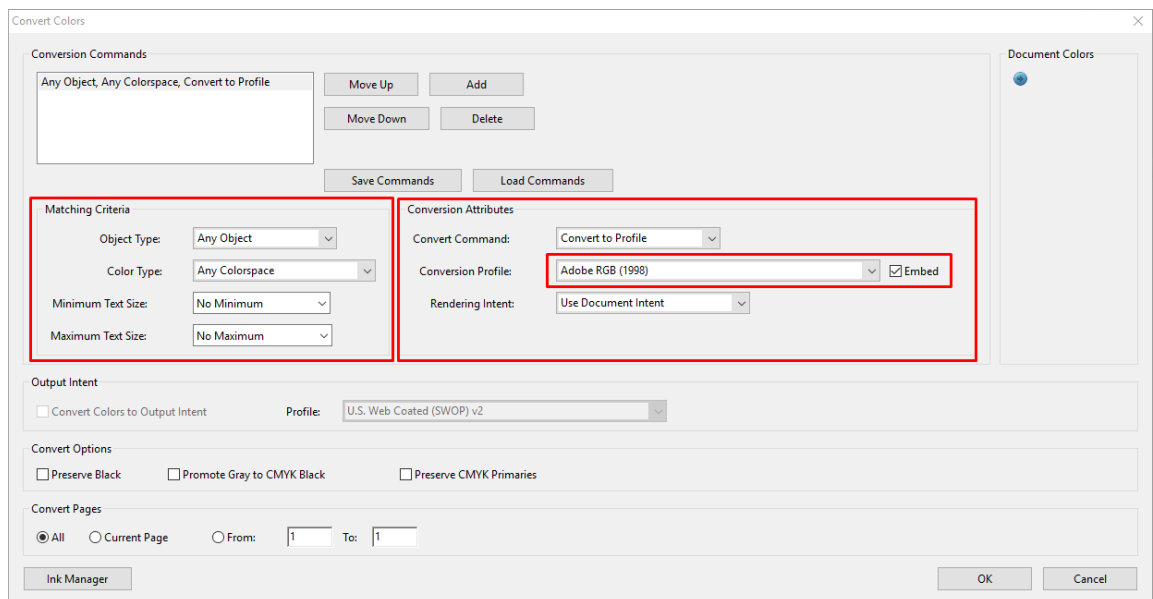 Convert Colors
Conversion Commands
Document Colors
Any Object, Any Colorspace, Convert to Profile
Move Up
Add
Move Down
Delete
Save Commands
Load Commands
Matching Criteria
Object Type: Any Object
Color Type: Any Colorspace
Minimum Text Size: No Minimum
Maximum Text Size: No Maximum
Conversion Attributes
Convert Command: Convert to Profile
Conversion Profile: Adobe RGB (1998) Embed
Rendering Intent: Use Document Intent
Output Intent
Convert Colors to Output Intent Profile: U.S. Web Coated (SWOP) v2
Convert Options
Preserve Black Promote Gray to CMYK Black Preserve CMYK Primaries
Convert Pages
All Current Page From: 1 To: 1
Ink Manager OK Cancel